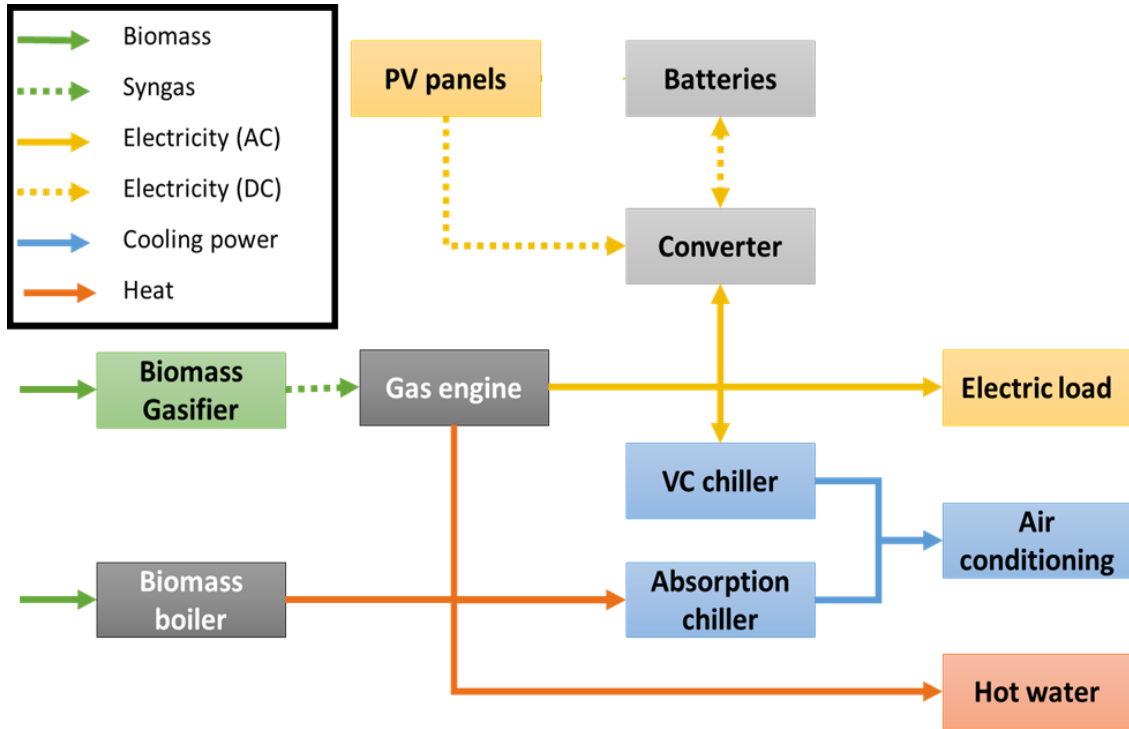 Biomass
Syngas
Electricity (AC)
Electricity (DC)
Cooling power
Heat
PV panels
Batteries
Converter
Biomass
Gasifier
Gas engine
Electric load
VC chiller
Air
conditioning
Biomass
boiler
Absorption
chiller
Hot water